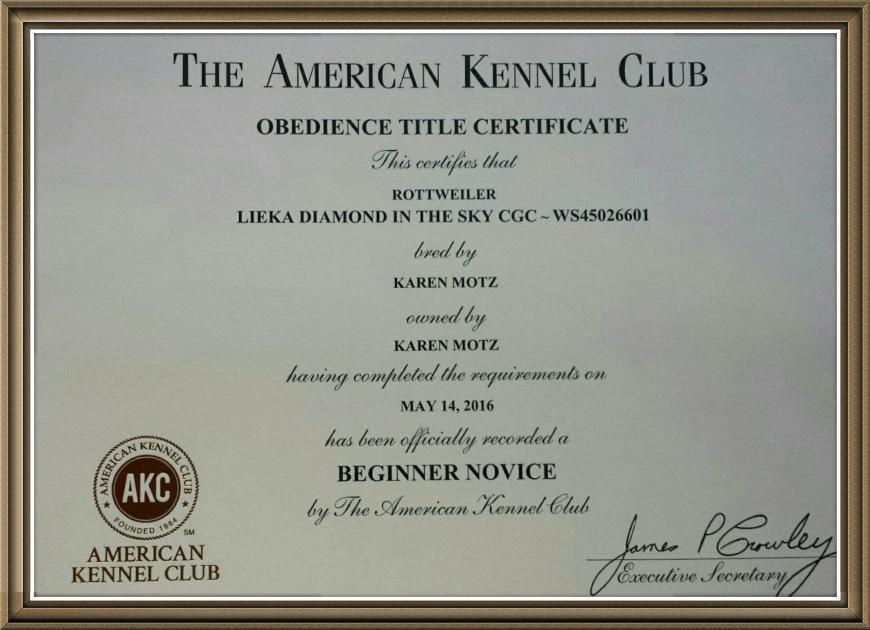 THE AMERICAN KENNEL CLUB
OBEDIENCE TITLE CERTIFICATE
This certifies that
ROTTWEILER
LIEKA DIAMOND IN THE SKY CGC ~ WS45026601
bred by
KAREN MOTZ
owned by
KAREN MOTZ
having completed the requirements on
MAY 14, 2016
has been officially recorded a
BEGINNER NOVICE
by The American Kennel Club
AMERICAN KENNEL CLUB
AKC
FOUNDED 1884
SM
AMERICAN
KENNEL CLUB
James P Crowley
Executive Secretary